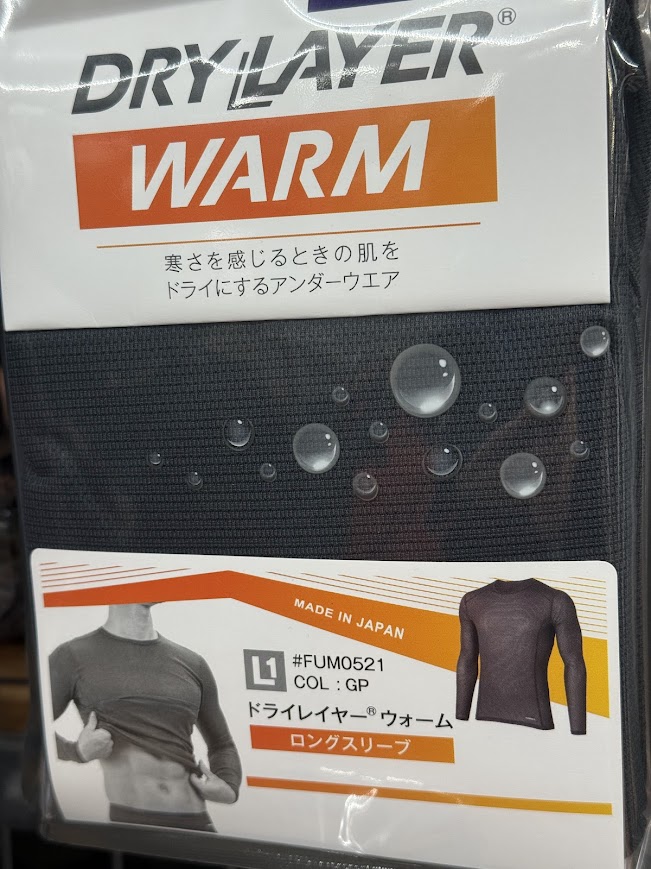 DRY LAYER®
WARM
寒さを感じるときの肌を
ドライにするアンダーウエア
MADE IN JAPAN
L1
#FUM0521
COL : GP
ドライレイヤー®ウォーム
ロングスリーブ